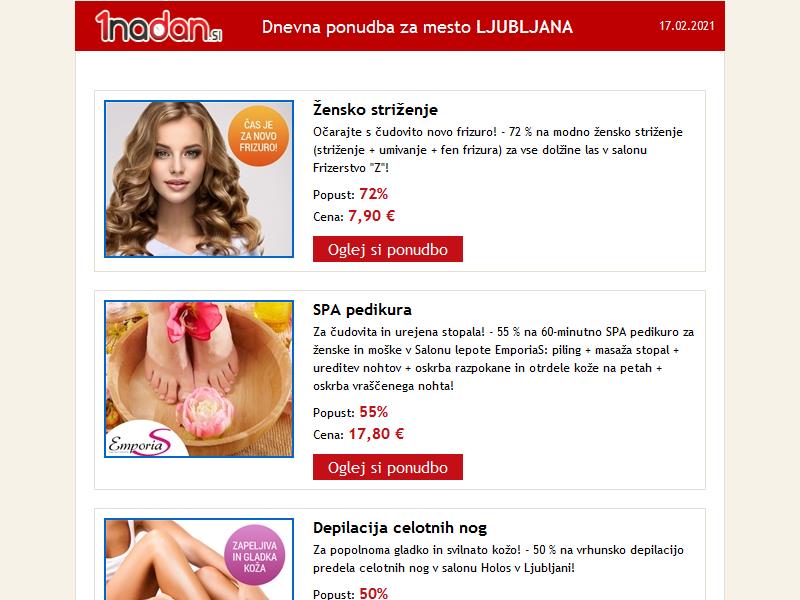 1nadan.si
Dnevna ponudba za mesto LJUBLJANA
17.02.2021
ČAS JE
ZA NOVO
FRIZURO!
Žensko striženje
Očarajte s čudovito novo frizuro! - 72 % na modno žensko striženje
(striženje + umivanje + fen frizura) za vse dolžine las v salonu
Frizerstvo "Z"!
Popust: 72%
Cena: 7,90 €
Oglej si ponudbo
EmporiaS
SPA pedikura
Za čudovita in urejena stopala! - 55 % na 60-minutno SPA pedikuro za
ženske in moške v Salonu lepote EmporiaS: piling + masaža stopal +
ureditev nohtov + oskrba razpokane in otrdele kože na petah +
oskrba vraščenega nohta!
Popust: 55%
Cena: 17,80 €
Oglej si ponudbo
ZAPELJIVA
IN GLADKA
KOŽA
Depilacija celotnih nog
Za popolnoma gladko in svilnato kožo! - 50 % na vrhunsko depilacijo
predela celotnih nog v salonu Holos v Ljubljani!
Popust: 50%